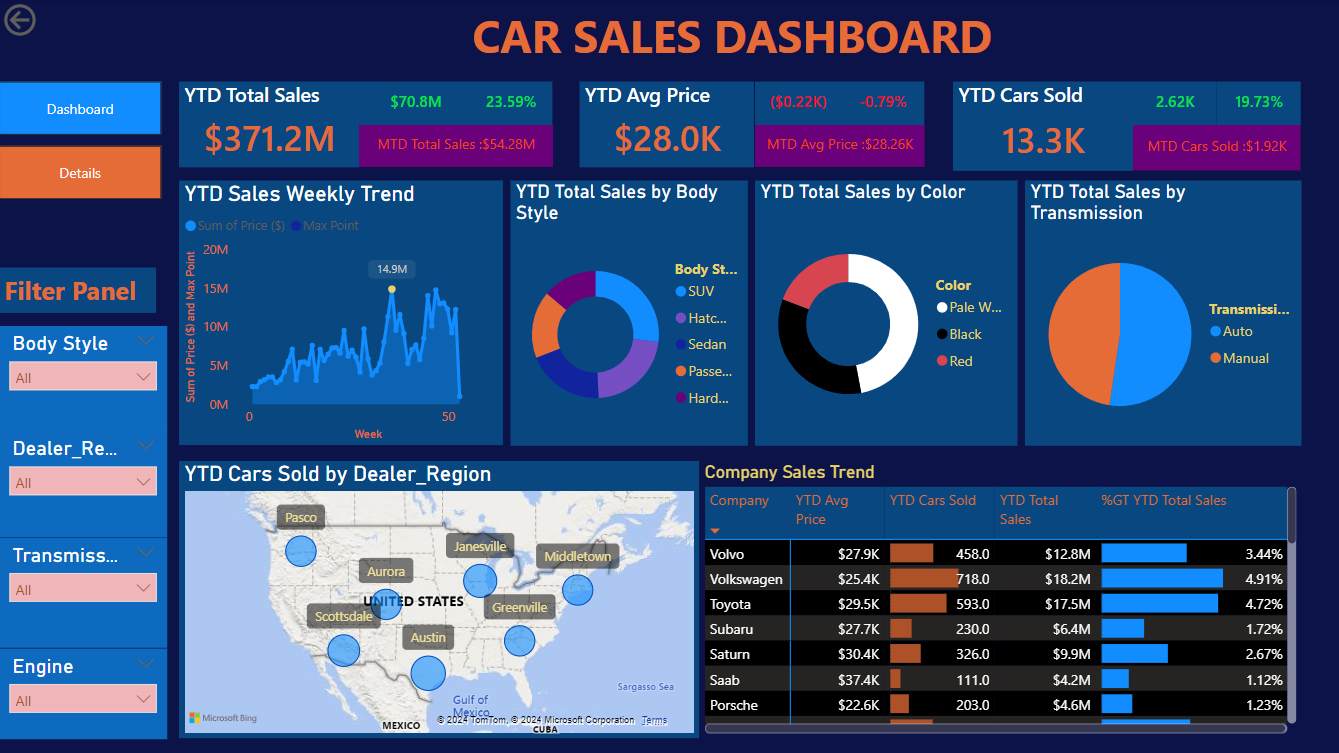 CAR SALES DASHBOARD
Dashboard
Details
YTD Total Sales
$70.8M
23.59%
$371.2M
MTD Total Sales :$54.28M
YTD Avg Price
($0.22K)
-0.79%
$28.0K
MTD Avg Price :$28.26K
YTD Cars Sold
2.62K
19.73%
13.3K
MTD Cars Sold :$1.92K
Filter Panel
Body Style
All
Dealer_Re...
All
Transmiss...
All
Engine
All
YTD Sales Weekly Trend
Sum of Price ($)
Max Point
Sum of Price ($) and Max Point
20M
15M
10M
5M
0M
14.9M
0
50
Week
YTD Total Sales by Body
Style
Body St...
SUV
Hatc...
Sedan
Passe...
Hard...
YTD Total Sales by Color
Color
Pale W...
Black
Red
YTD Total Sales by
Transmission
Transmissi...
Auto
Manual
YTD Cars Sold by Dealer_Region
Pasco
Janesville
Middletown
Aurora
UNITED STATES
Greenville
Scottsdale
Austin
Sargasso Sea
Gulf of
Mexico
Microsoft Bing
© 2024 TomTom, © 2024 Microsoft Corporation Terms
MEXICO
CUBA
Company Sales Trend
Company YTD Avg YTD Cars Sold YTD Total %GT YTD Total Sales
Price Sales
Volvo $27.9K 458.0 $12.8M 3.44%
Volkswagen $25.4K 718.0 $18.2M 4.91%
Toyota $29.5K 593.0 $17.5M 4.72%
Subaru $27.7K 230.0 $6.4M 1.72%
Saturn $30.4K 326.0 $9.9M 2.67%
Saab $37.4K 111.0 $4.2M 1.12%
Porsche $22.6K 203.0 $4.6M 1.23%